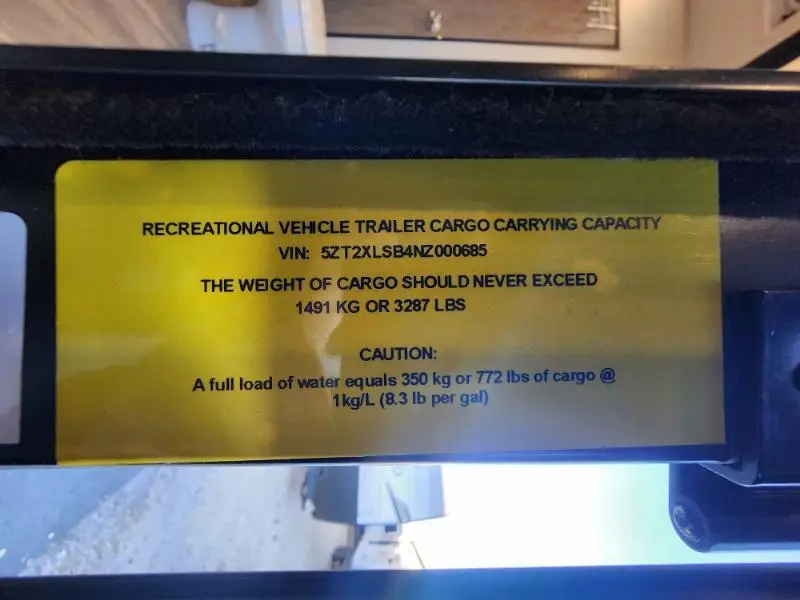 RECREATIONAL VEHICLE TRAILER CARGO CARRYING CAPACITY
VIN: 5ZT2XLSB4NZ000685
THE WEIGHT OF CARGO SHOULD NEVER EXCEED
1491 KG OR 3287 LBS
CAUTION:
A full load of water equals 350 kg or 772 lbs of cargo @
1kg/L (8.3 lb per gal)